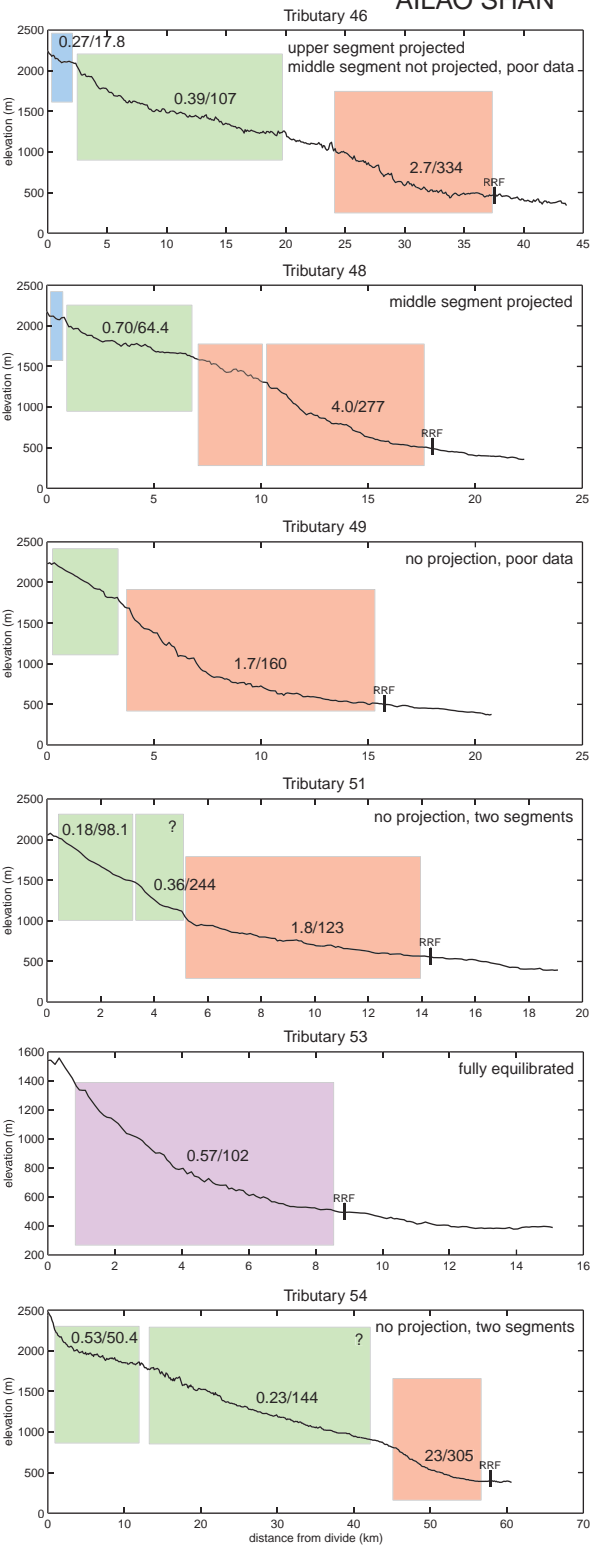 AILAO SHAN
Tributary 46
0.27/17.8
upper segment projected
middle segment not projected, poor data
0.39/107
2.7/334
RRF
elevation (m)
2500
2000
1500
1000
500
0
0 5 10 15 20 25 30 35 40 45
Tributary 48
middle segment projected
0.70/64.4
4.0/277
RRF
elevation (m)
2500
2000
1500
1000
500
0
0 5 10 15 20 25
Tributary 49
no projection, poor data
1.7/160
RRF
elevation (m)
2500
2000
1500
1000
500
0
0 5 10 15 20 25
Tributary 51
no projection, two segments
0.18/98.1
?
0.36/244
1.8/123
RRF
elevation (m)
2500
2000
1500
1000
500
0
0 2 4 6 8 10 12 14 16 18 20
Tributary 53
fully equilibrated
0.57/102
RRF
elevation (m)
1600
1400
1200
1000
800
600
400
200
0 2 4 6 8 10 12 14 16
Tributary 54
no projection, two segments
0.53/50.4
?
0.23/144
23/305
RRF
elevation (m)
2500
2000
1500
1000
500
0
0 10 20 30 40 50 60 70
distance from divide (km)